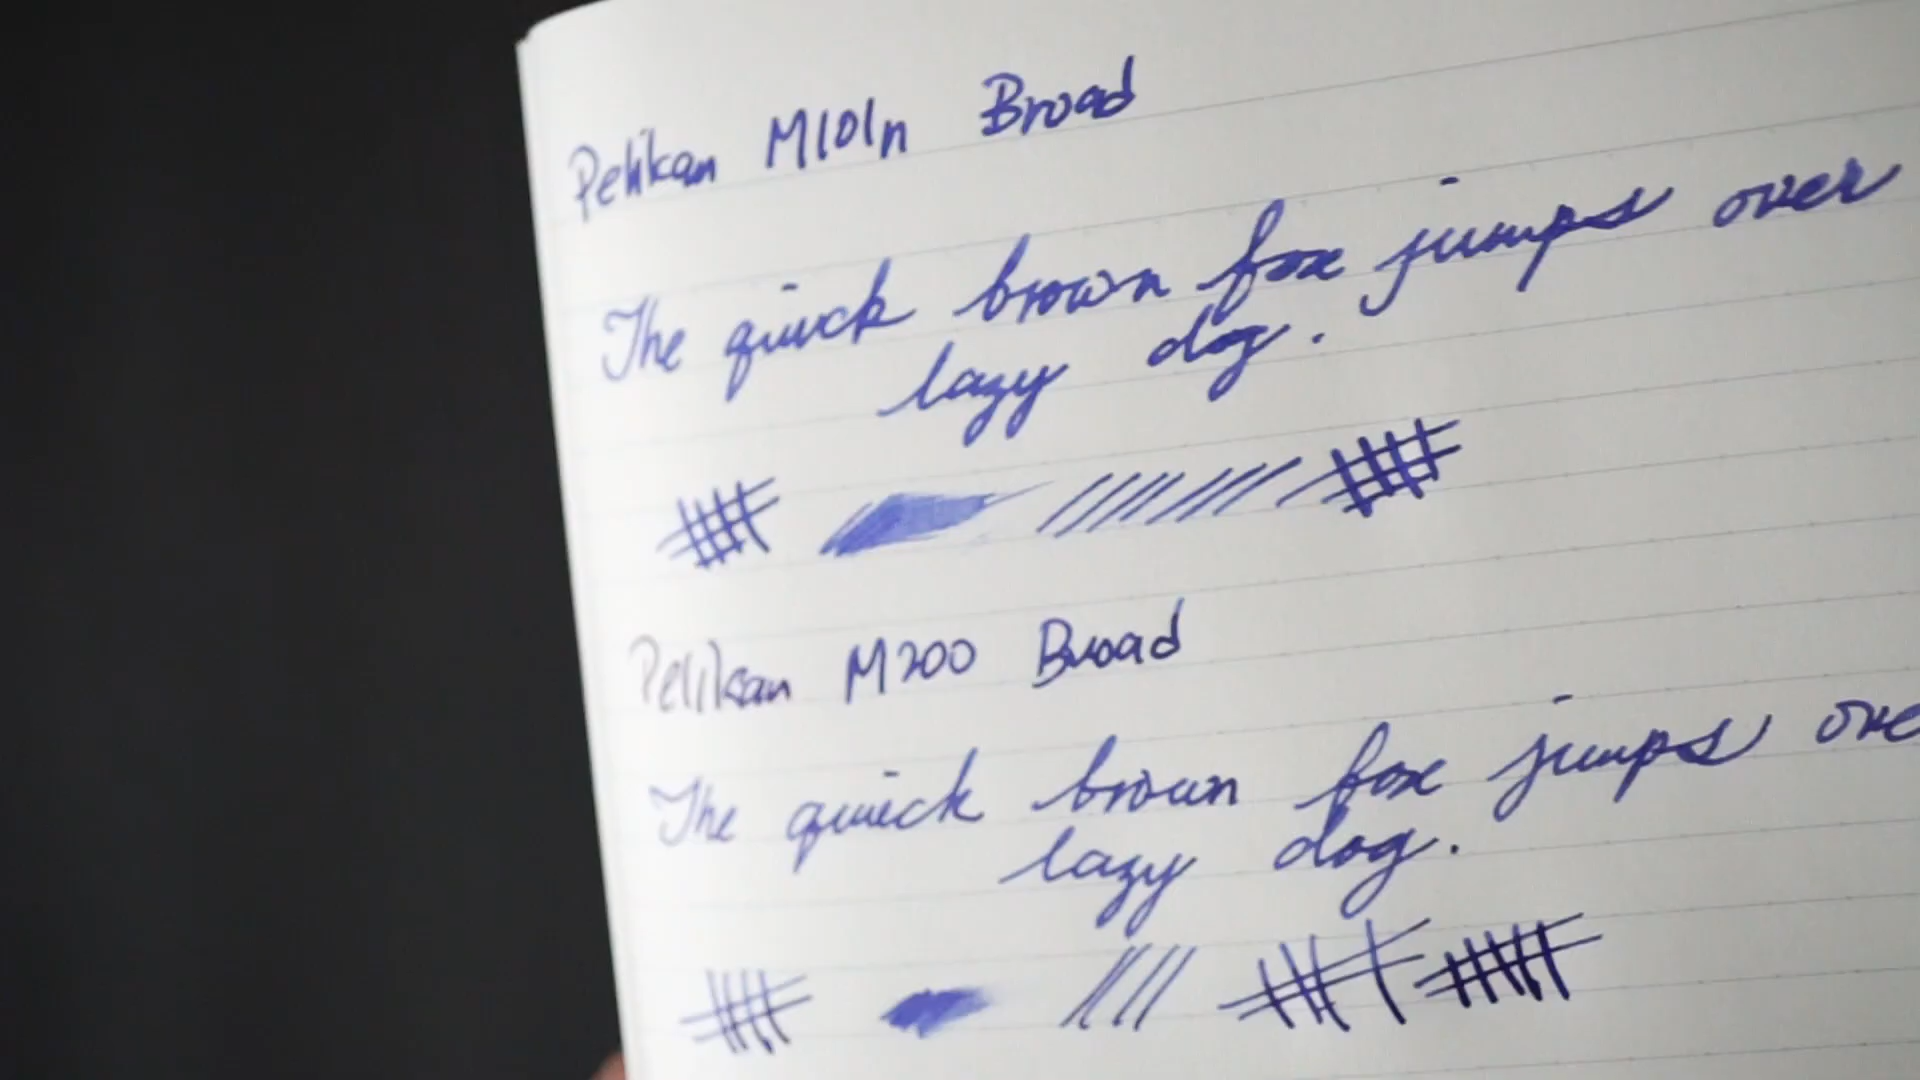 Pelikan M101n Broad
The quick brown fox jumps over
lazy dog.
Pelikan M200 Broad
The quick brown fox jumps ove
lazy dog.